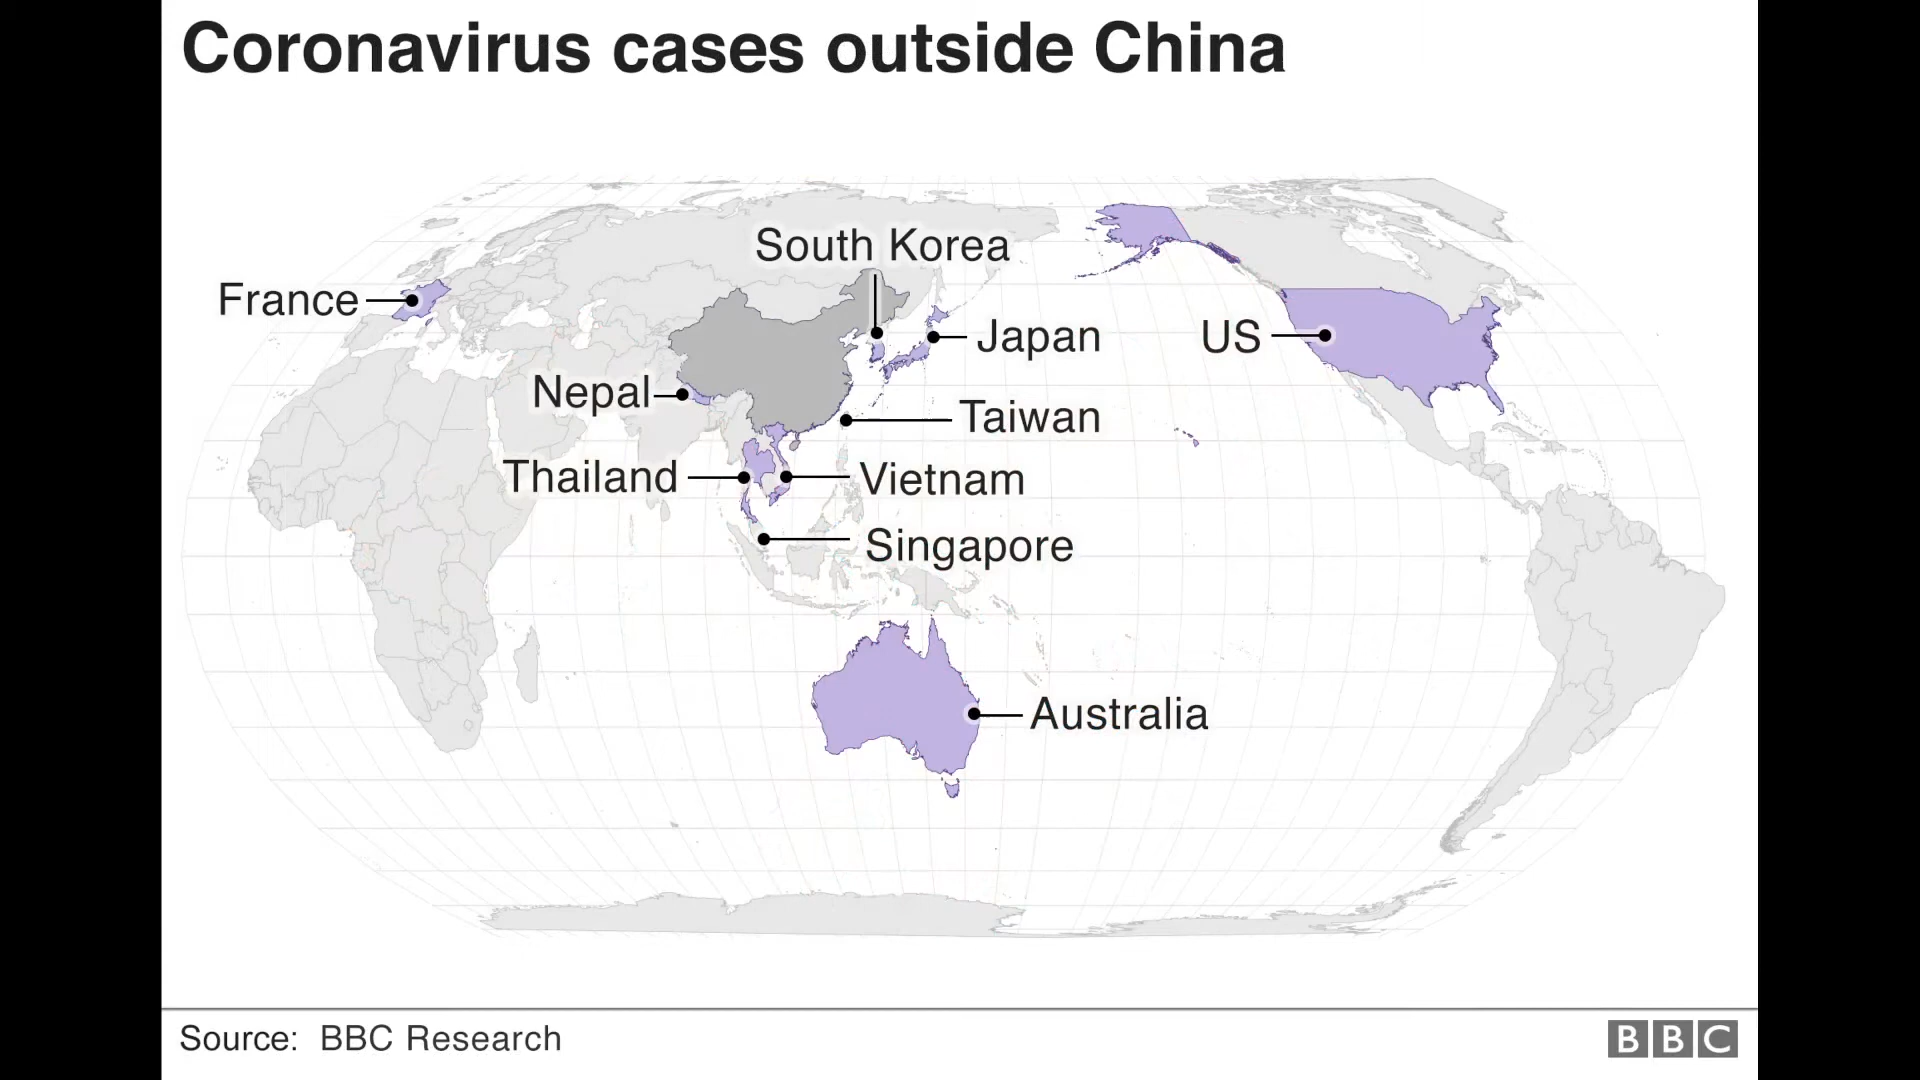 Coronavirus cases outside China
South Korea
France
Japan
US
Nepal
Taiwan
Thailand
Vietnam
Singapore
Australia
Source: BBC Research
BBC